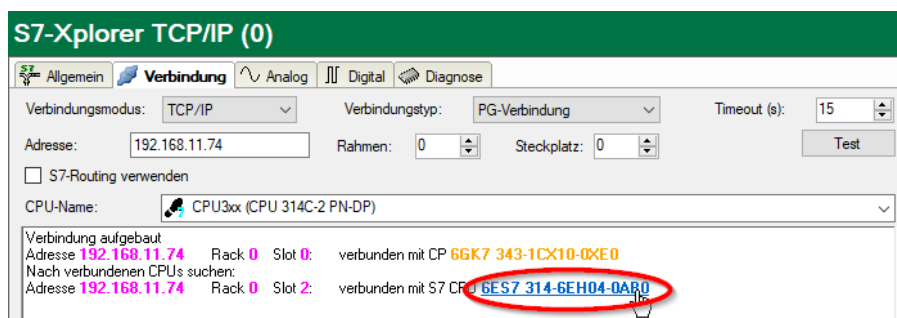 S7-Xplorer TCP/IP (0)
S7 Allgemein Verbindung Analog Digital Diagnose
Verbindungsmodus: TCP/IP Verbindungstyp: PG-Verbindung Timeout (s): 15
Adresse: 192.168.11.74 Rahmen: 0 Steckplatz: 0 Test
S7-Routing verwenden
CPU-Name: CPU3xx (CPU 314C-2 PN-DP)
Verbindung aufgebaut
Adresse 192.168.11.74 Rack 0 Slot 0: verbunden mit CP 6GK7 343-1CX10-0XE0
Nach verbundenen CPUs suchen:
Adresse 192.168.11.74 Rack 0 Slot 2: verbunden mit S7 CPU 6ES7 314-6EH04-0AB0